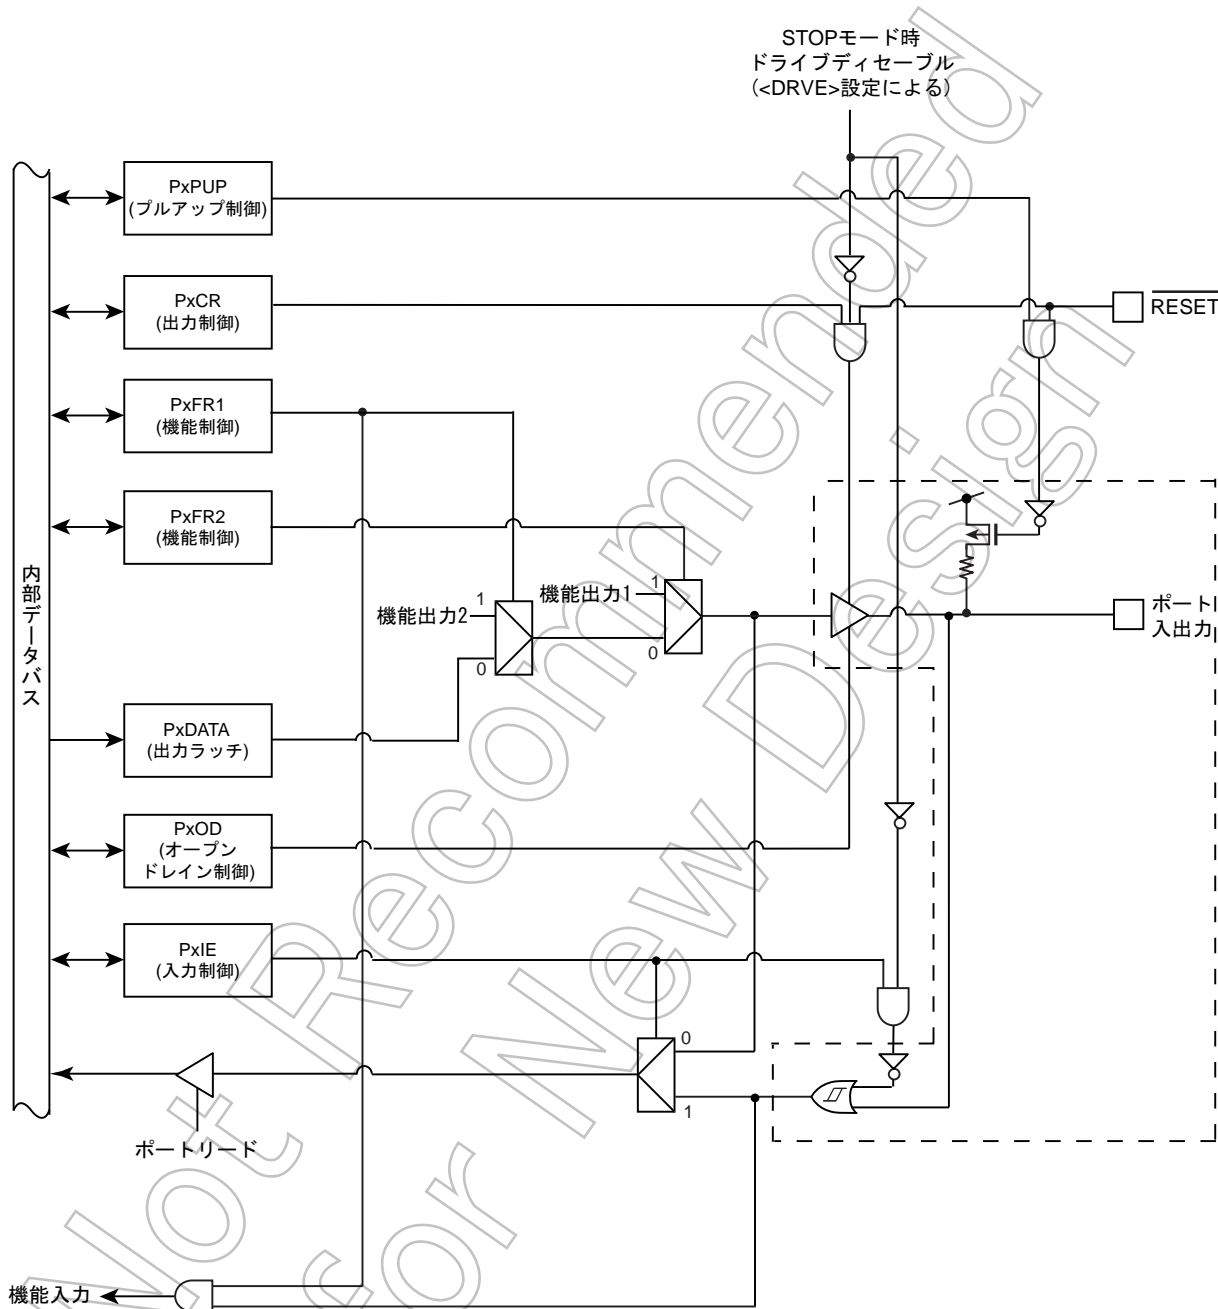 STOPモード時
ドライブディセーブル
(<DRVE>設定による)
PxPUP
(プルアップ制御)
PxCR
(出力制御)
RESET
PxFR1
(機能制御)
PxFR2
(機能制御)
内部データバス
1
機能出力1
1
機能出力2
0
0
ポート
入出力
PxDATA
(出力ラッチ)
PxOD
(オープン
ドレイン制御)
PxIE
(入力制御)
0
1
ポートリード
機能入力
Not Recommended
for New Design